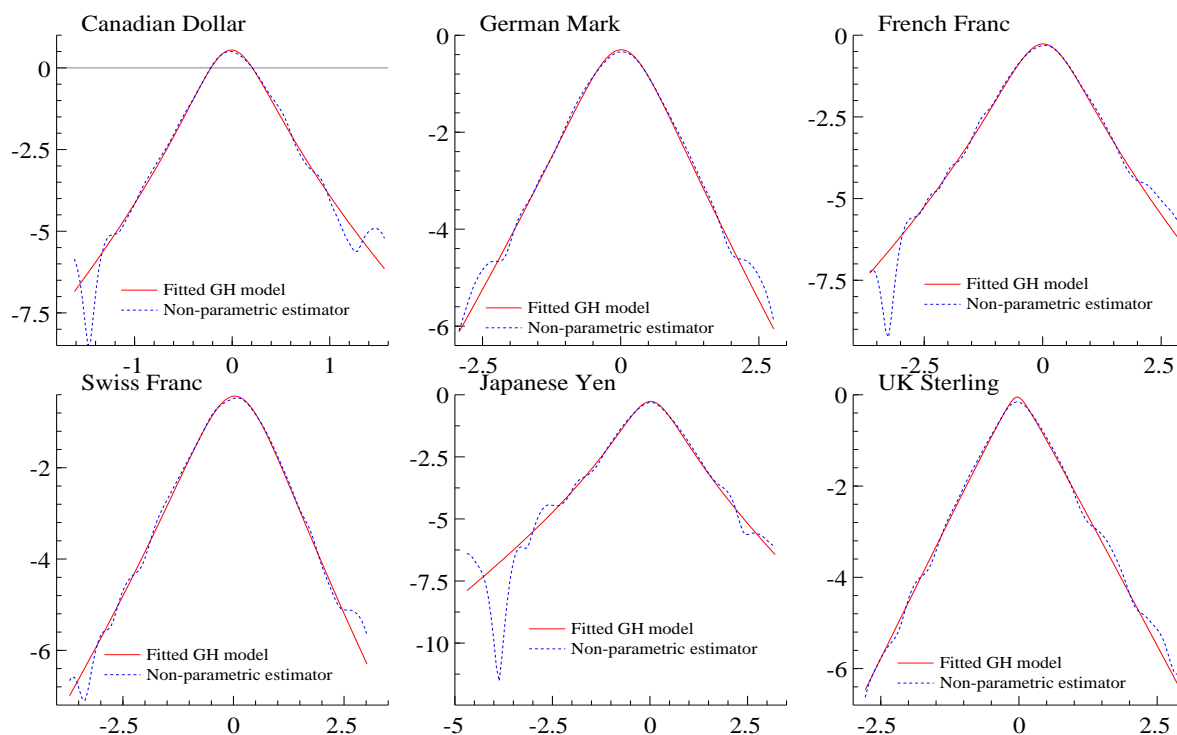 Canadian Dollar
0
-2.5
-5
-7.5
-1 0 1
Fitted GH model
Non-parametric estimator
German Mark
0
-2
-4
-6
-2.5 0 2.5
Fitted GH model
Non-parametric estimator
French Franc
0
-2.5
-5
-7.5
-2.5 0 2.5
Fitted GH model
Non-parametric estimator
Swiss Franc
-2
-4
-6
-2.5 0 2.5
Fitted GH model
Non-parametric estimator
Japanese Yen
0
-2.5
-5
-7.5
-11
-5 -2.5 0 2.5
Fitted GH model
Non-parametric estimator
UK Sterling
0
-2
-4
-6
-2.5 0 2.5
Fitted GH model
Non-parametric estimator